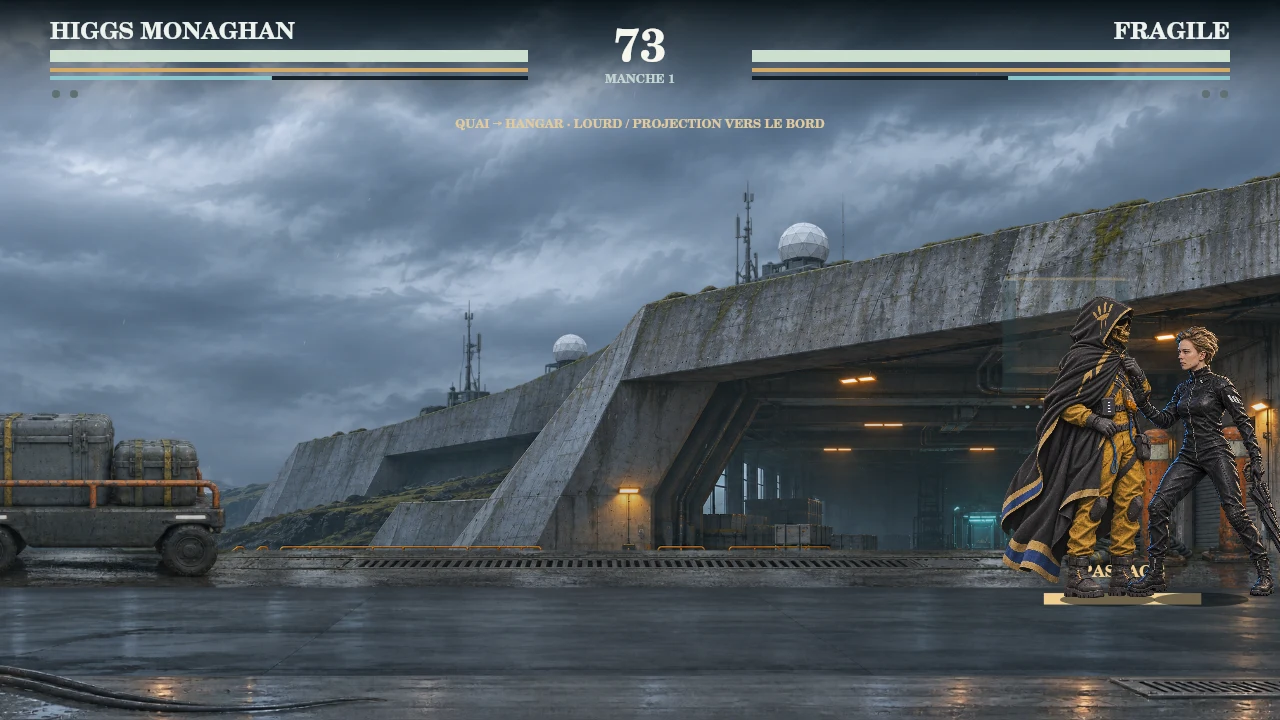 HIGGS MONAGHAN
73
FRAGILE
MANCHE 1
QUAI → HANGAR · LOURD / PROJECTION VERS LE BORD